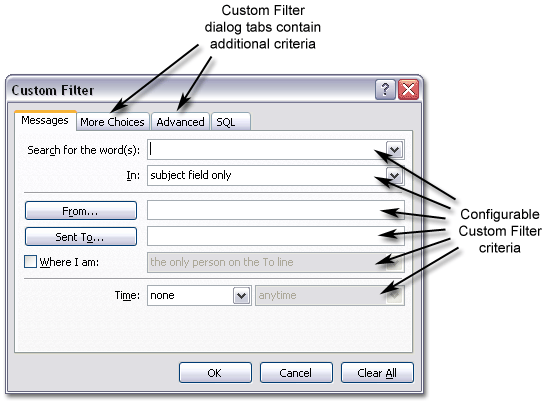 Custom Filter
dialog tabs contain
additional criteria
Custom Filter
?
Messages More Choices Advanced SQL
Search for the word(s):
In: subject field only
From...
Sent To...
Where I am: the only person on the To line
Time: none anytime
Configurable
Custom Filter
criteria
OK Cancel Clear All